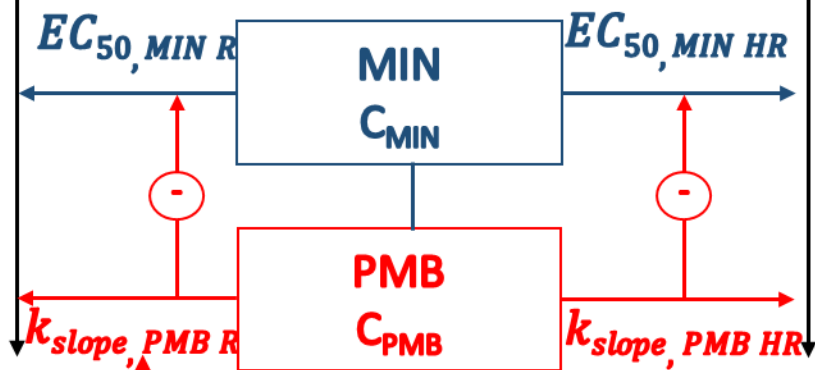 EC50, MIN R
EC50, MIN HR
MIN
CMIN
-
-
PMB
CPMB
kslope, PMB R
kslope, PMB HR